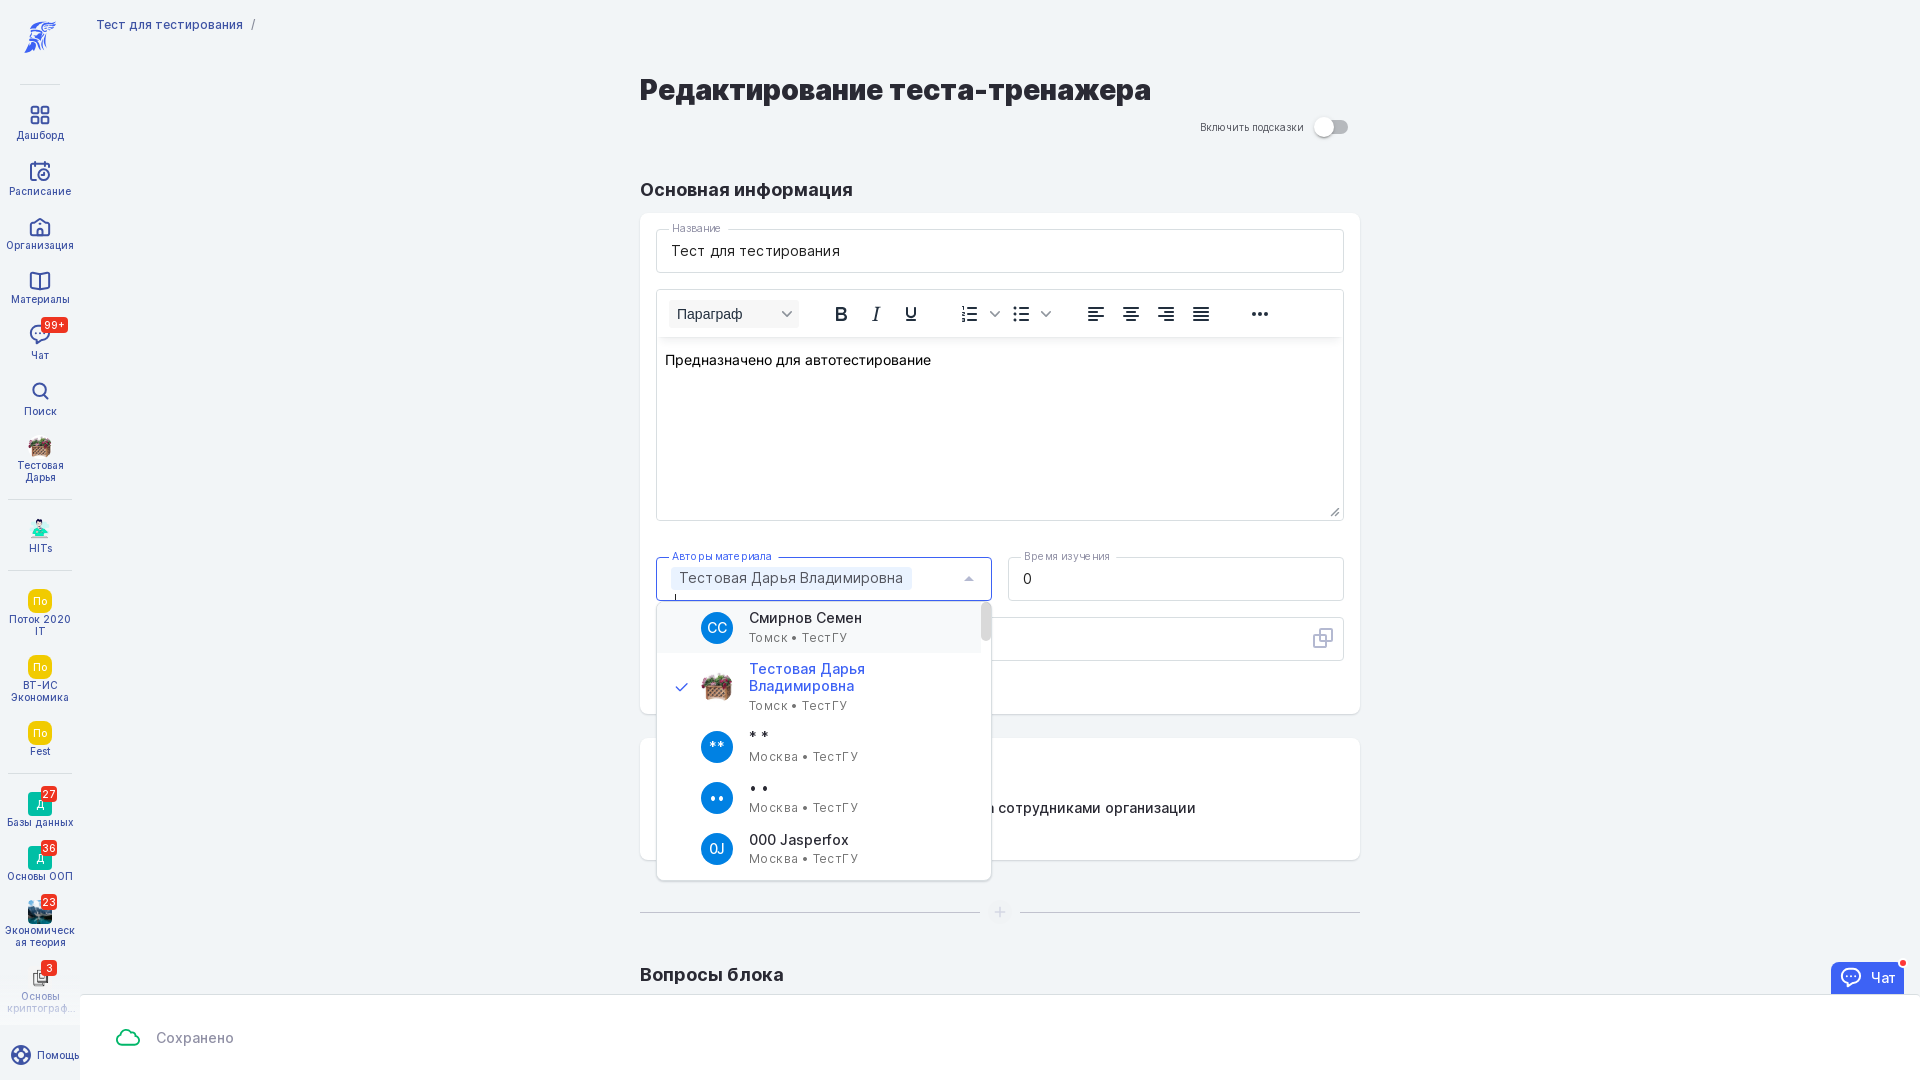 Тест для тестирования /
Дашборд
Расписание
Организация
Материалы
99+
Чат
Поиск
Тестовая
Дарья
HITs
По
Поток 2020
IT
По
ВТ-ИС
Экономика
По
Fest
27
Д
Базы данных
36
Д
Основы ООП
23
Экономическ
ая теория
3
Основы
криптограф...
Помощь
Редактирование теста-тренажера
Включить подсказки
Основная информация
Название
Тест для тестирования
Параграф
Предназначено для автотестирование
Авторы материала
Тестовая Дарья Владимировна
Время изучения
0
СС
Смирнов Семен
Томск • ТестГУ
Тестовая Дарья
Владимировна
Томск • ТестГУ
**
* *
Москва • ТестГУ
••
• •
Москва • ТестГУ
0J
000 Jasperfox
Москва • ТестГУ
сотрудниками организации
Вопросы блока
Чат
Сохранено